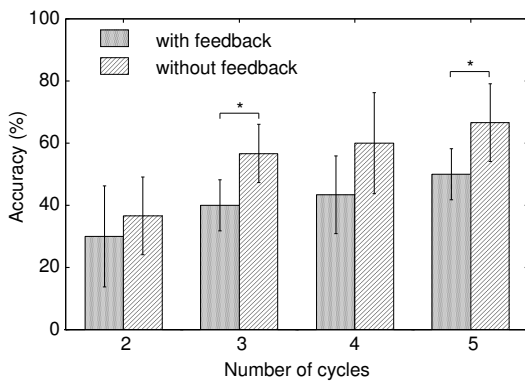 100
80
60
40
20
0
Accuracy (%)
with feedback
without feedback
*
*
2 3 4 5
Number of cycles